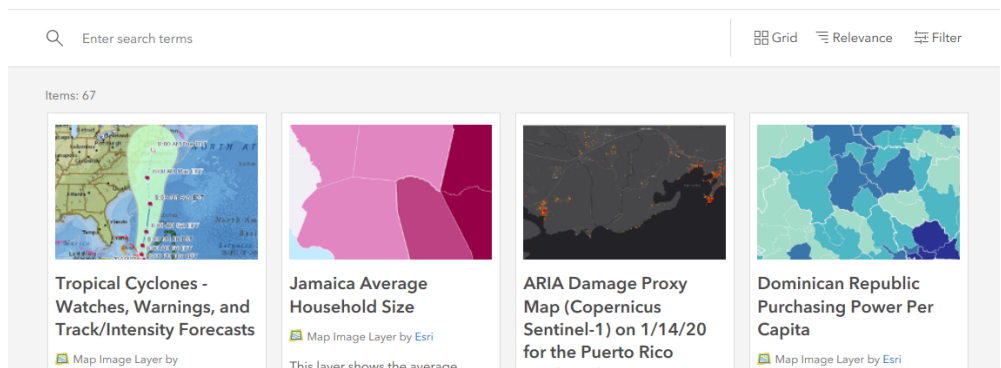 Enter search terms
Grid
Relevance
Filter
Items: 67
Tropical Cyclones -
Watches, Warnings, and
Track/Intensity Forecasts
Map Image Layer by
Jamaica Average
Household Size
Map Image Layer by Esri
This layer shows the average
ARIA Damage Proxy
Map (Copernicus
Sentinel-1) on 1/14/20
for the Puerto Rico
Dominican Republic
Purchasing Power Per
Capita
Map Image Layer by Esri